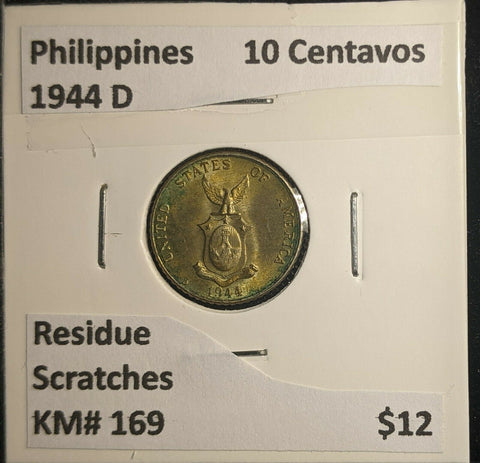 Philippines 10 Centavos
1944 D
UNITED STATES OF AMERICA
1944
Residue
Scratches
KM# 169 $12